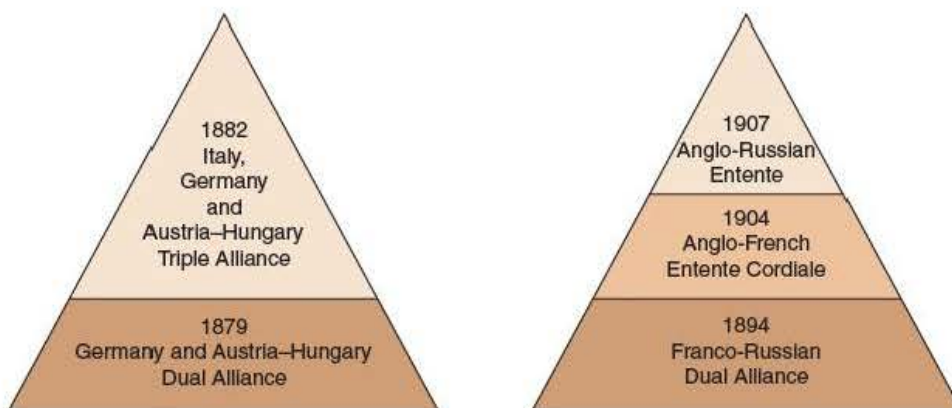 1882
Italy,
Germany
and
Austria–Hungary
Triple Alliance
1879
Germany and Austria–Hungary
Dual Alliance
1907
Anglo-Russian
Entente
1904
Anglo-French
Entente Cordiale
1894
Franco-Russian
Dual Alliance